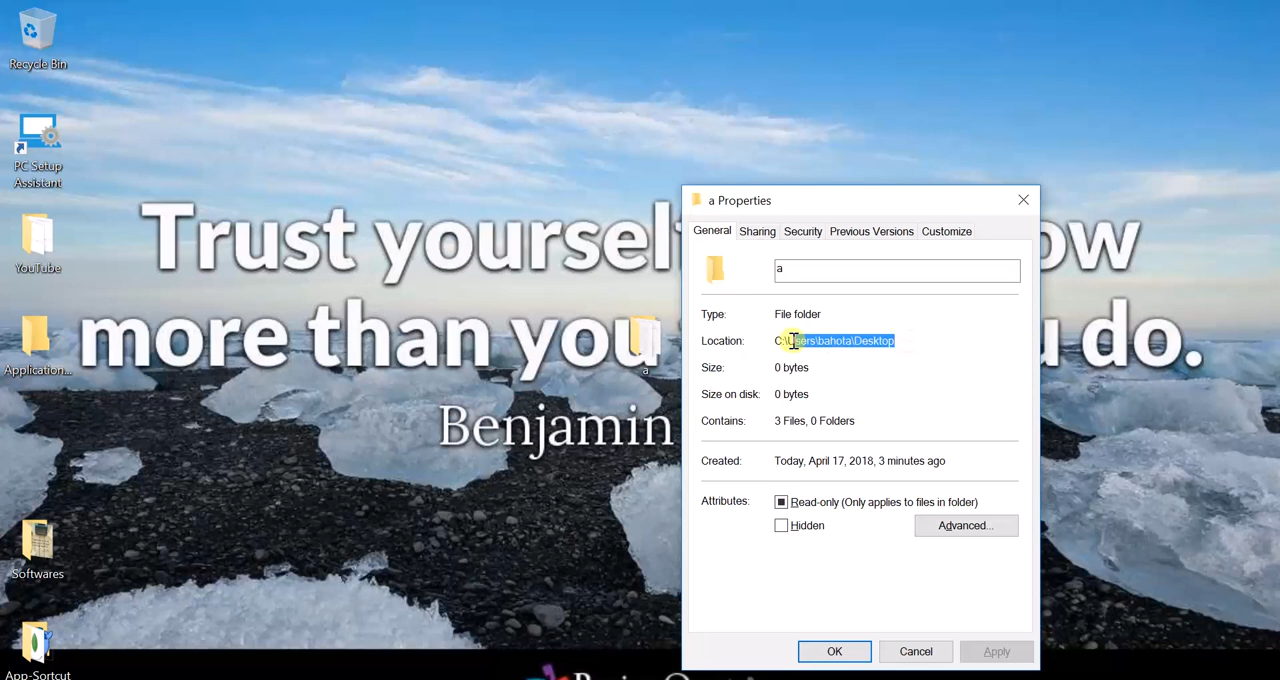 Recycle Bin
PC Setup
Assistant
YouTube
Application...
Softwares
App-Sortcut
Trust yourself
ow
more than you
u do.
Benjamin
a
a Properties
General
Sharing
Security
Previous Versions
Customize
a
Type:
File folder
Location:
C:\Users\bahota\Desktop
Size:
0 bytes
Size on disk:
0 bytes
Contains:
3 Files, 0 Folders
Created:
Today, April 17, 2018, 3 minutes ago
Attributes:
Read-only (Only applies to files in folder)
Hidden
Advanced...
OK
Cancel
Apply